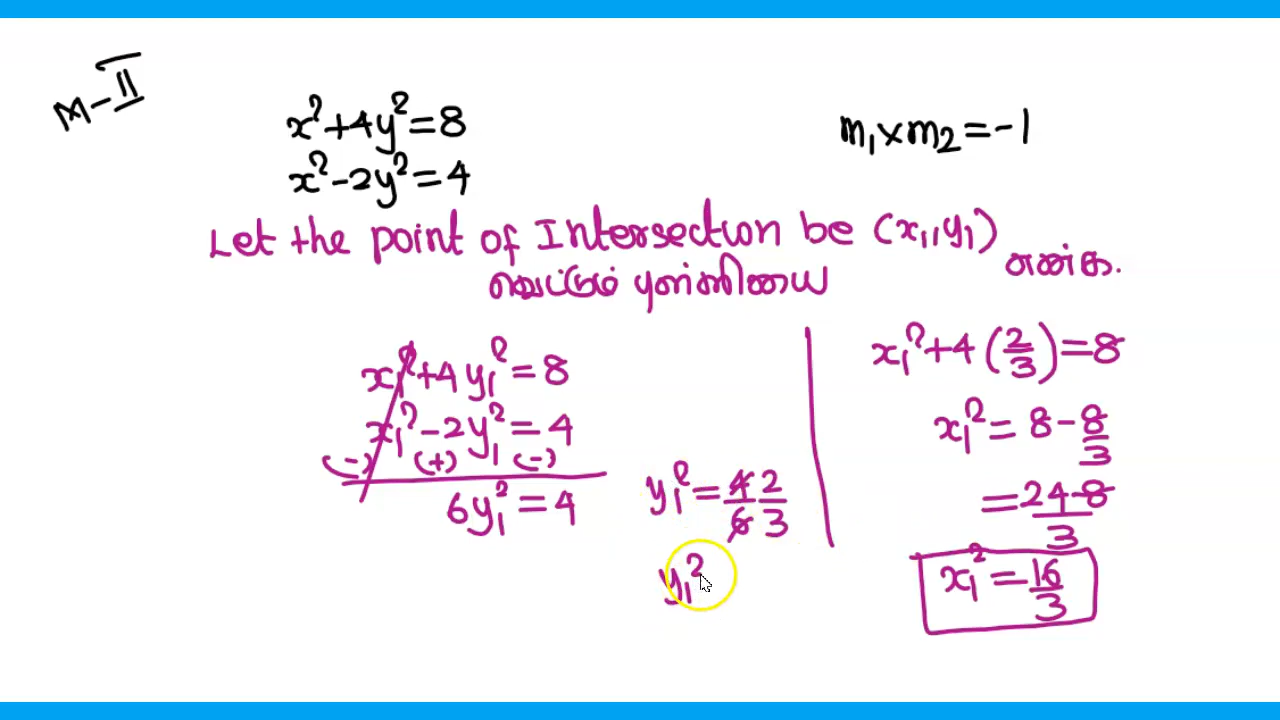 M-II
x²+4y²=8
x²-2y²=4
m₁×m₂=-1
Let the point of Intersection be (x₁,y₁)
x₁²+4y₁²=8
x₁²-2y₁²=4
(-) (+) (-)
6y₁²=4
y₁²=4/6 2/3
y₁²
x₁²+4(2/3)=8
x₁²=8-8/3
=24-8/3
x₁²=16/3